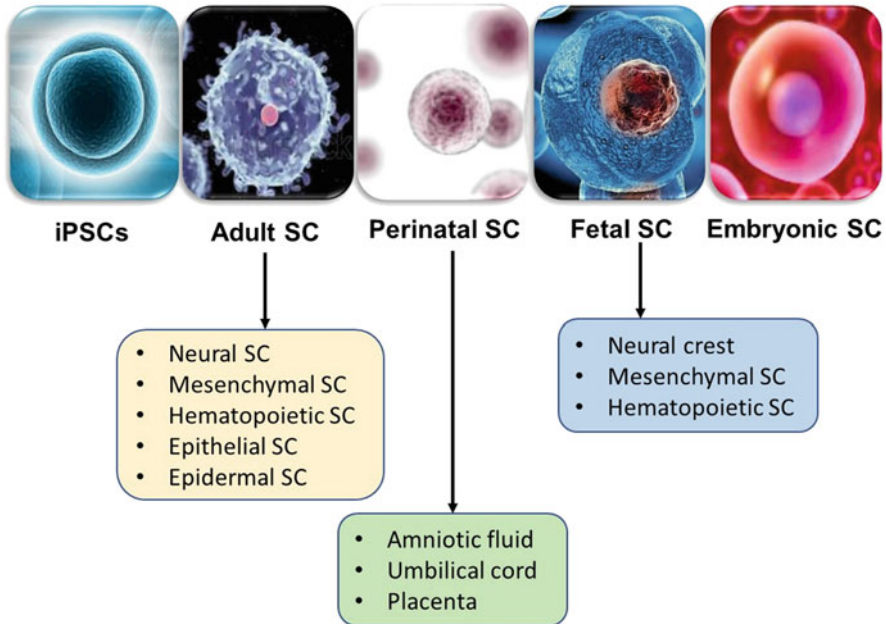 iPSCs
Adult SC
Perinatal SC
Fetal SC
Embryonic SC
• Neural SC
• Mesenchymal SC
• Hematopoietic SC
• Epithelial SC
• Epidermal SC
• Neural crest
• Mesenchymal SC
• Hematopoietic SC
• Amniotic fluid
• Umbilical cord
• Placenta